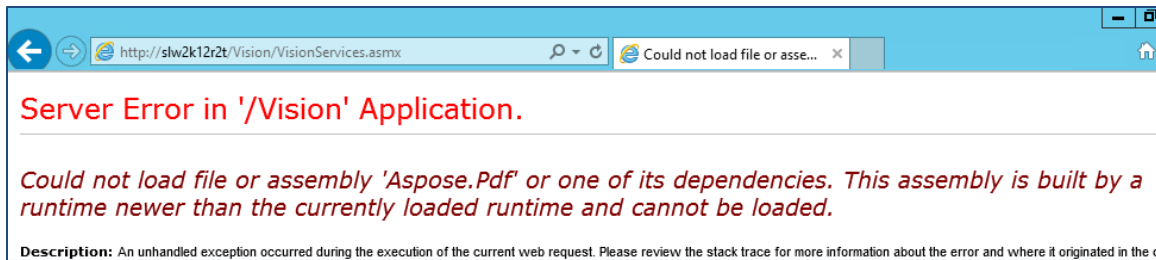 http://slw2k12r2t/Vision/VisionServices.asmx
Could not load file or asse...
Server Error in '/Vision' Application.
Could not load file or assembly 'Aspose.Pdf' or one of its dependencies. This assembly is built by a
runtime newer than the currently loaded runtime and cannot be loaded.
Description: An unhandled exception occurred during the execution of the current web request. Please review the stack trace for more information about the error and where it originated in the